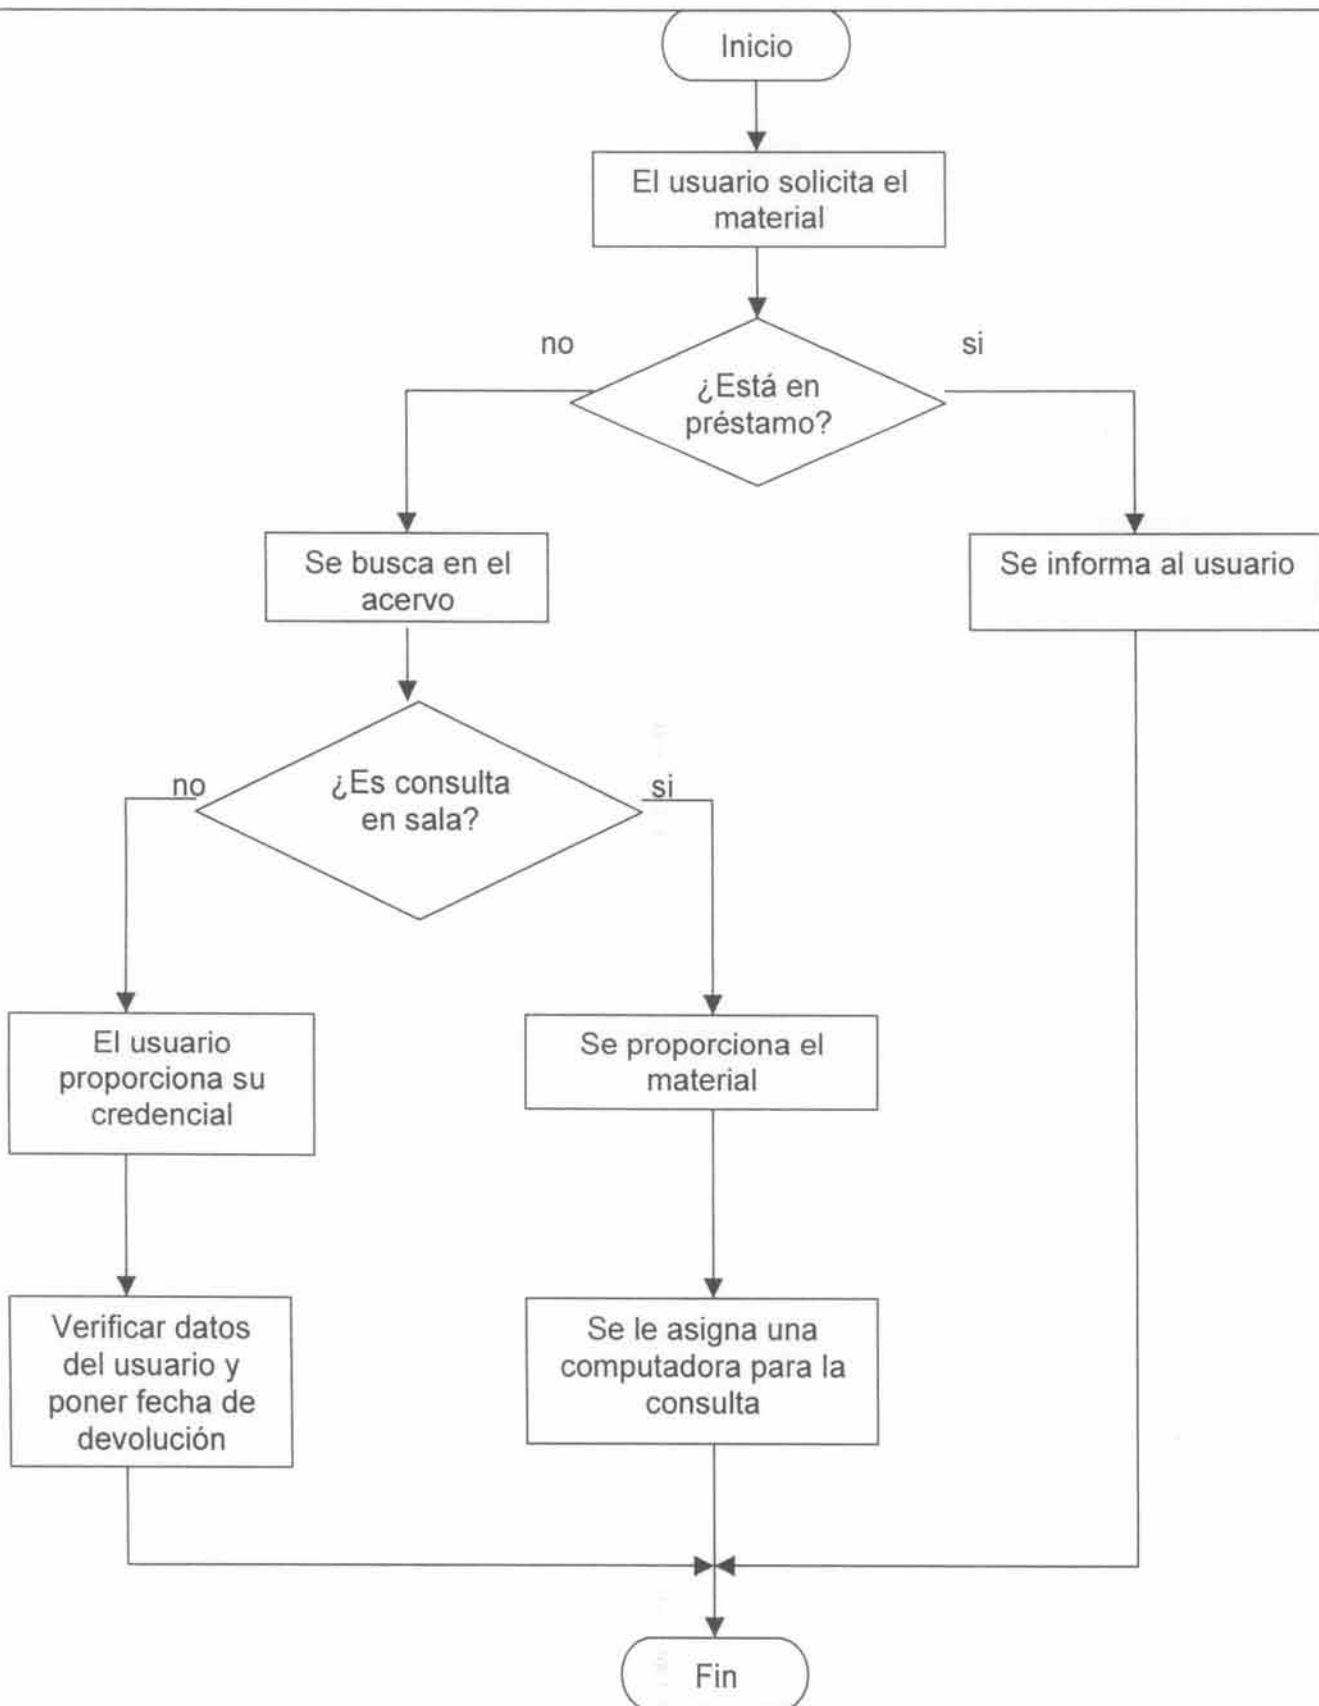 Inicio
El usuario solicita el
material
no
si
¿Está en
préstamo?
Se busca en el
acervo
Se informa al usuario
no
¿Es consulta
en sala?
si
El usuario
proporciona su
credencial
Se proporciona el
material
Verificar datos
del usuario y
poner fecha de
devolución
Se le asigna una
computadora para la
consulta
Fin